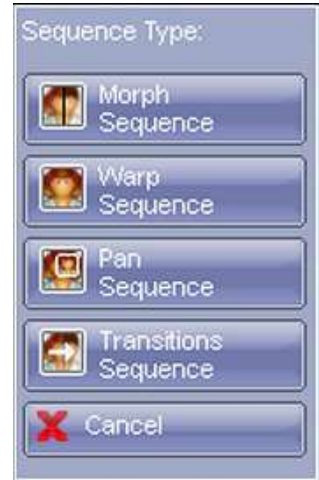 Sequence Type:
Morph
Sequence
Warp
Sequence
Pan
Sequence
Transitions
Sequence
Cancel